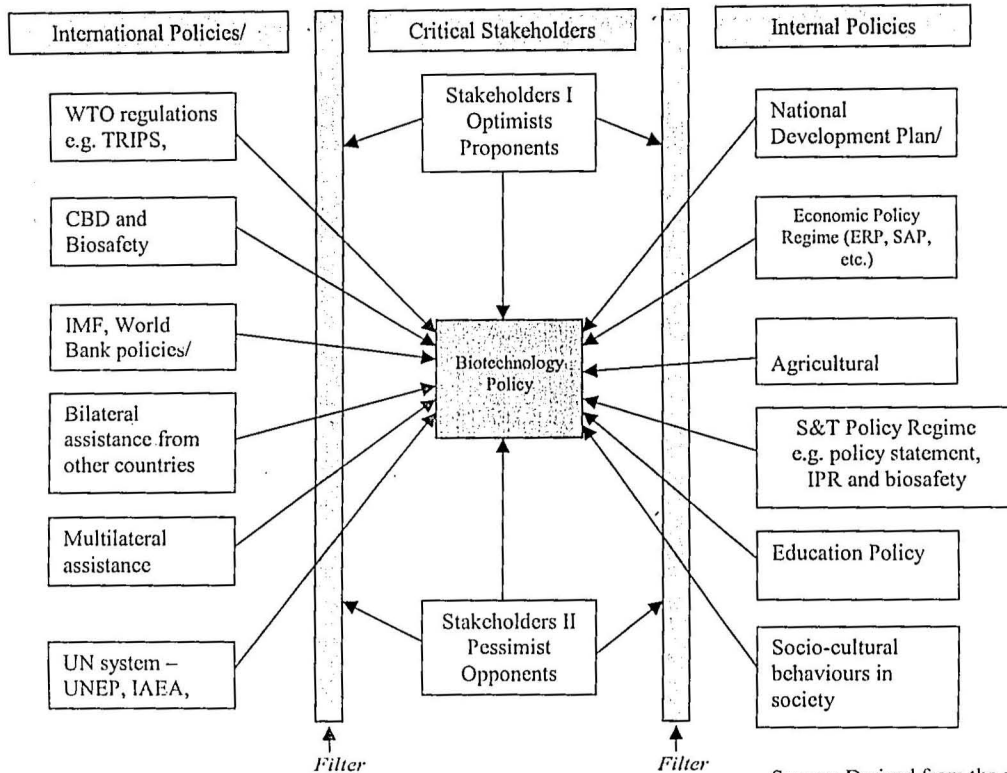 International Policies/
Critical Stakeholders
Internal Policies
WTO regulations
e.g. TRIPS,
CBD and
Biosafety
IMF, World
Bank policies/
Bilateral
assistance from
other countries
Multilateral
assistance
UN system –
UNEP, IAEA,
Stakeholders I
Optimists
Proponents
Biotechnology
Policy
Stakeholders II
Pessimist
Opponents
National
Development Plan/
Economic Policy
Regime (ERP, SAP,
etc.)
Agricultural
S&T Policy Regime
e.g. policy statement,
IPR and biosafety
Education Policy
Socio-cultural
behaviours in
society
Filter
Filter